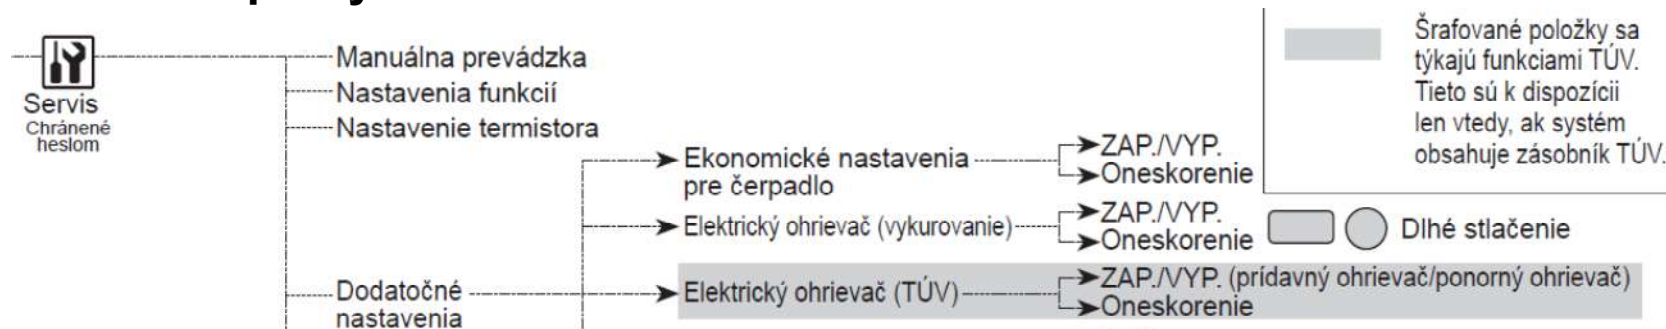 Servis
Chránené
heslom
Manuálna prevádzka
Nastavenia funkcií
Nastavenie termistora
Dodatočné
nastavenia
Ekonomické nastavenia
pre čerpadlo
ZAP./VYP.
Oneskorenie
Elektrický ohrievač (vykurovanie)
ZAP./VYP.
Oneskorenie
Elektrický ohrievač (TÚV)
ZAP./VYP. (prídavný ohrievač/ponorný ohrievač)
Oneskorenie
Šrafované položky sa
týkajú funkciami TÚV.
Tieto sú k dispozícii
len vtedy, ak systém
obsahuje zásobník TÚV.
Dlhé stlačenie